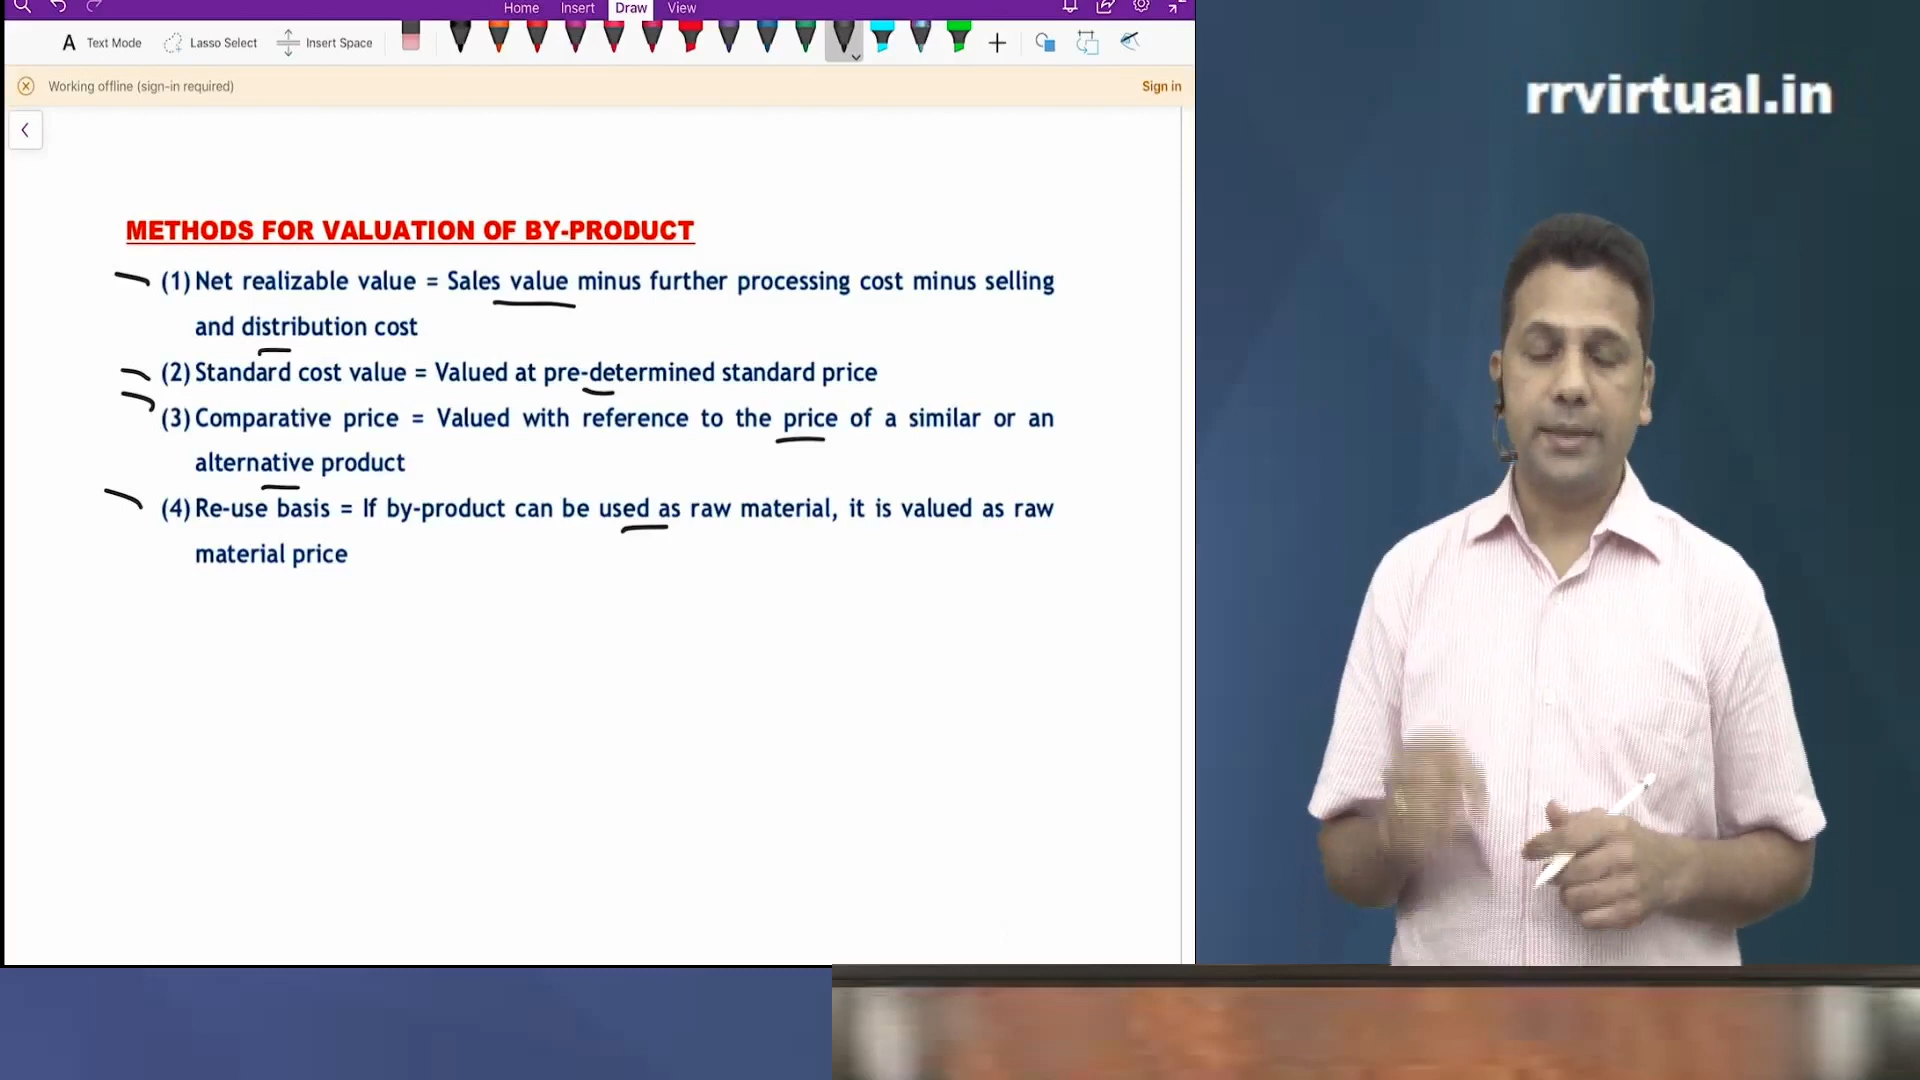 Home Insert Draw View
Text Mode Lasso Select Insert Space
Working offline (sign-in required) Sign in
rrvirtual.in
METHODS FOR VALUATION OF BY-PRODUCT
(1) Net realizable value = Sales value minus further processing cost minus selling
and distribution cost
(2) Standard cost value = Valued at pre-determined standard price
(3) Comparative price = Valued with reference to the price of a similar or an
alternative product
(4) Re-use basis = If by-product can be used as raw material, it is valued as raw
material price